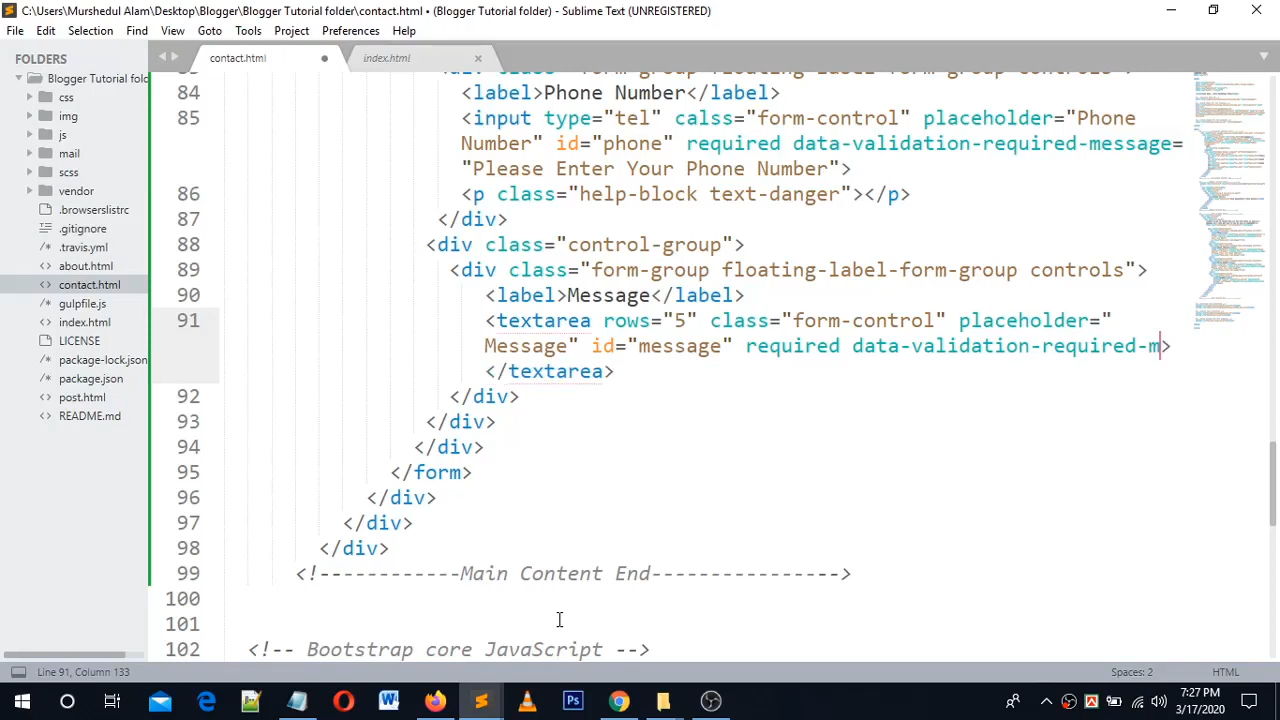 C:\Users\Murshedul Alam\Desktop\Blogger\Blogger Tutorial folder\contact.html • (Blogger Tutorial folder) - Sublime Text (UNREGISTERED)
File Edit Selection Find View Goto Tools Project Preferences Help
FOLDERS
contact.html
index.html
Blogger Tutorial fold
css
img
js
mail
scss
vendor
.browserslistrc
.gitignore
.travis.yml
about.html
contact.html
gulpfile.js
index.html
LICENSE
package-lock.json
package.json
post.html
README.md
84 <label>Phone Number</label>
85 <input type="tel" calss="form-control" placeholder="Phone
Number" id="phone" required data-validation-required-message=
"Please Enter Your Phone Number">
86 <p class="help-block text-danger"></p>
87 </div>
88 <div class="control-group">
89 <div class="form-group floating-label-form-group controls">
90 <label>Message</label>
91 <textarea rows="5" class="form-control" placeholder="
Message" id="message" required data-validation-required-m>
</textarea>
92 </div>
93 </div>
94 </div>
95 </form>
96 </div>
97 </div>
98 </div>
99 <!------------Main Content End---------------->
100
101
102 <!-- Bootstrap core JavaScript -->
Line 91, Column 133
Spaces: 2
HTML
7:27 PM
3/17/2020